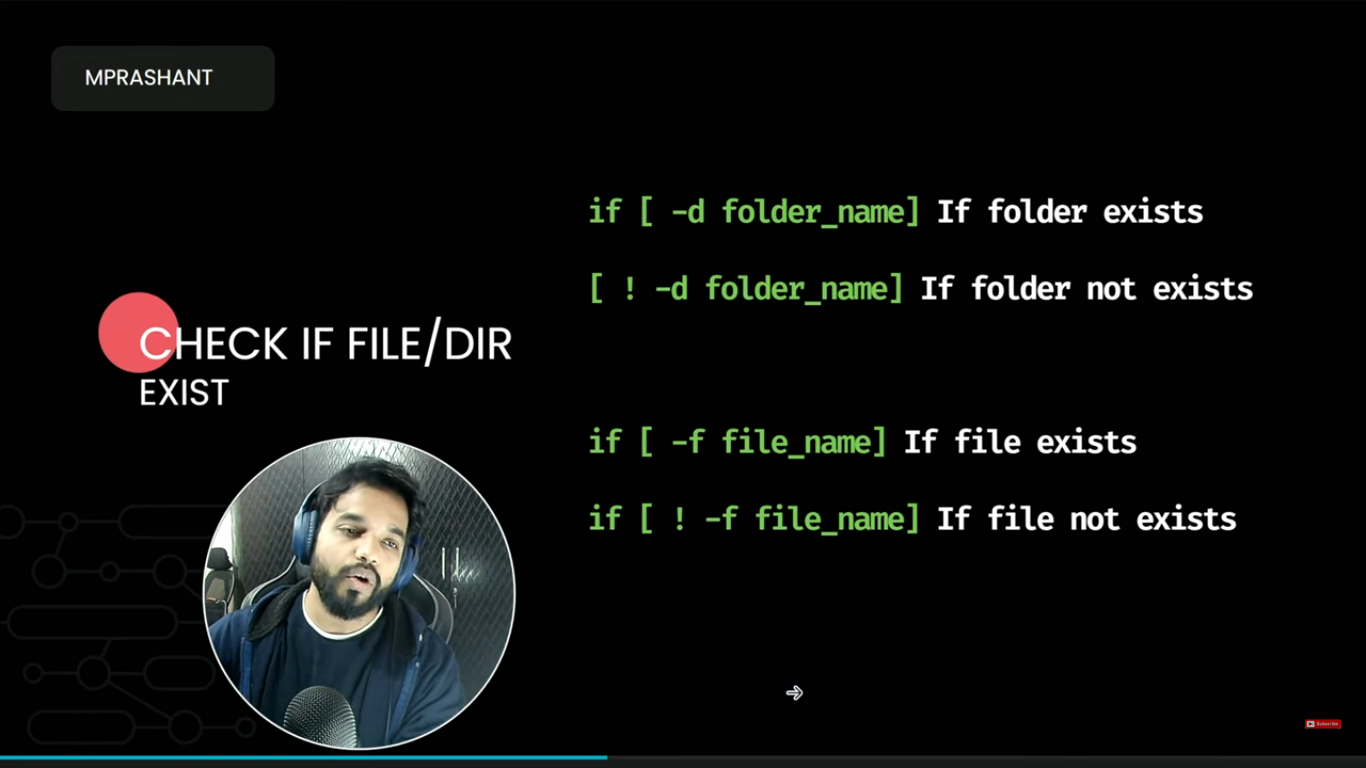 MPRASHANT
if [ -d folder_name] If folder exists
[ ! -d folder_name] If folder not exists
CHECK IF FILE/DIR
EXIST
if [ -f file_name] If file exists
if [ ! -f file_name] If file not exists
Subscribe